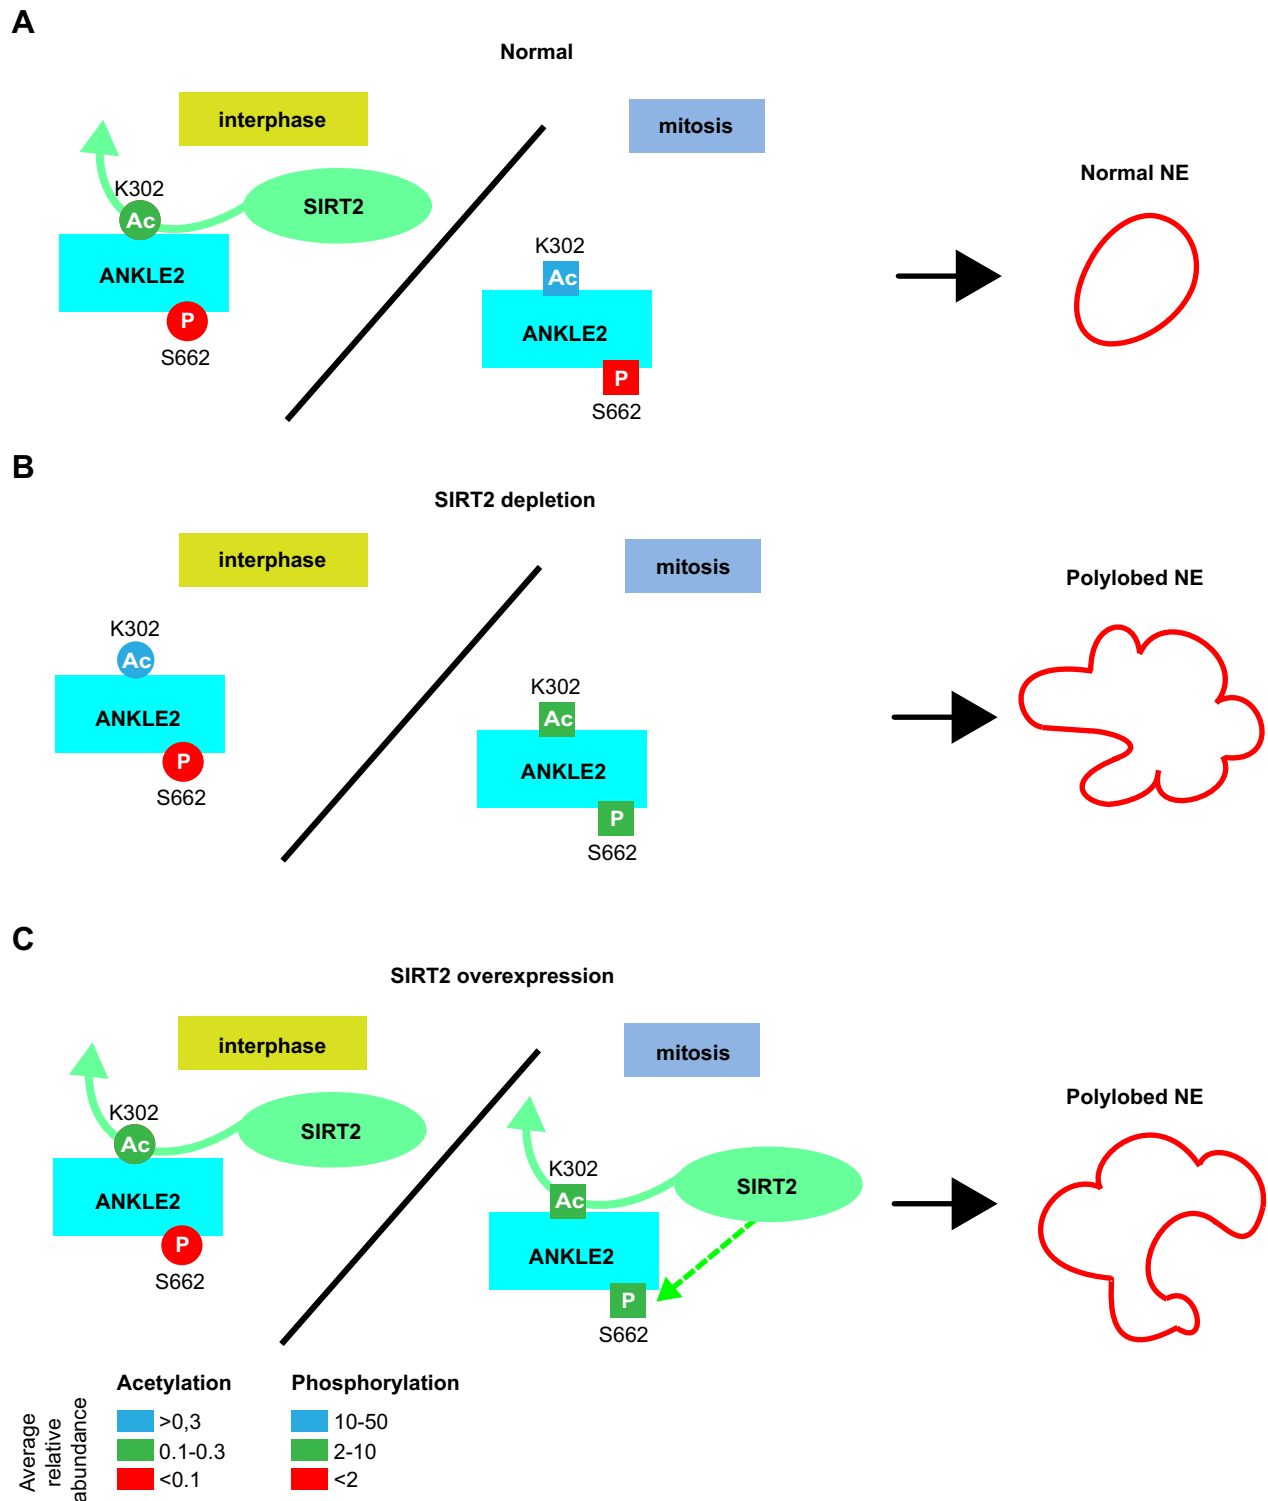 A
Normal
interphase
mitosis
K302
Ac
SIRT2
ANKLE2
P
S662
K302
Ac
ANKLE2
P
S662
Normal NE
B
SIRT2 depletion
interphase
mitosis
K302
Ac
ANKLE2
P
S662
K302
Ac
ANKLE2
P
S662
Polylobed NE
C
SIRT2 overexpression
interphase
mitosis
K302
Ac
SIRT2
ANKLE2
P
S662
K302
Ac
SIRT2
ANKLE2
P
S662
Polylobed NE
Average
relative
abundance
Acetylation
>0,3
0.1-0.3
<0.1
Phosphorylation
10-50
2-10
<2